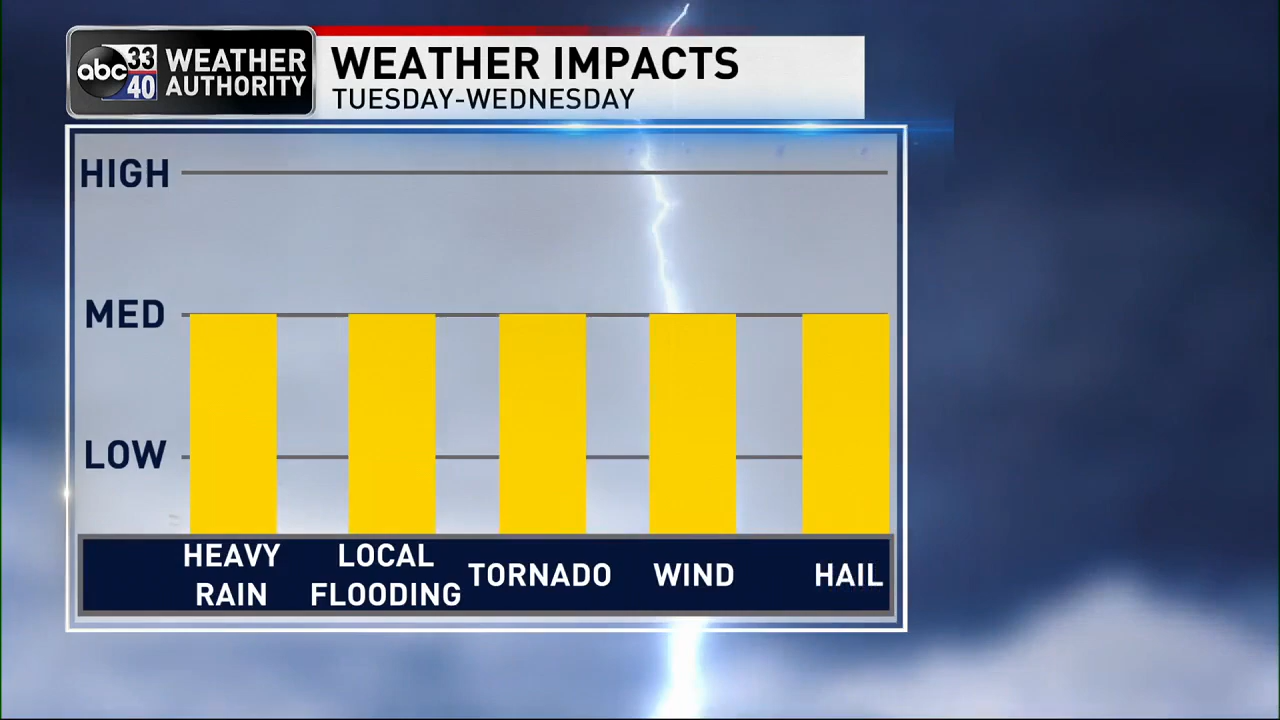 abc 33 40
WEATHER AUTHORITY
WEATHER IMPACTS
TUESDAY-WEDNESDAY
HIGH
MED
LOW
HEAVY RAIN
LOCAL FLOODING
TORNADO
WIND
HAIL